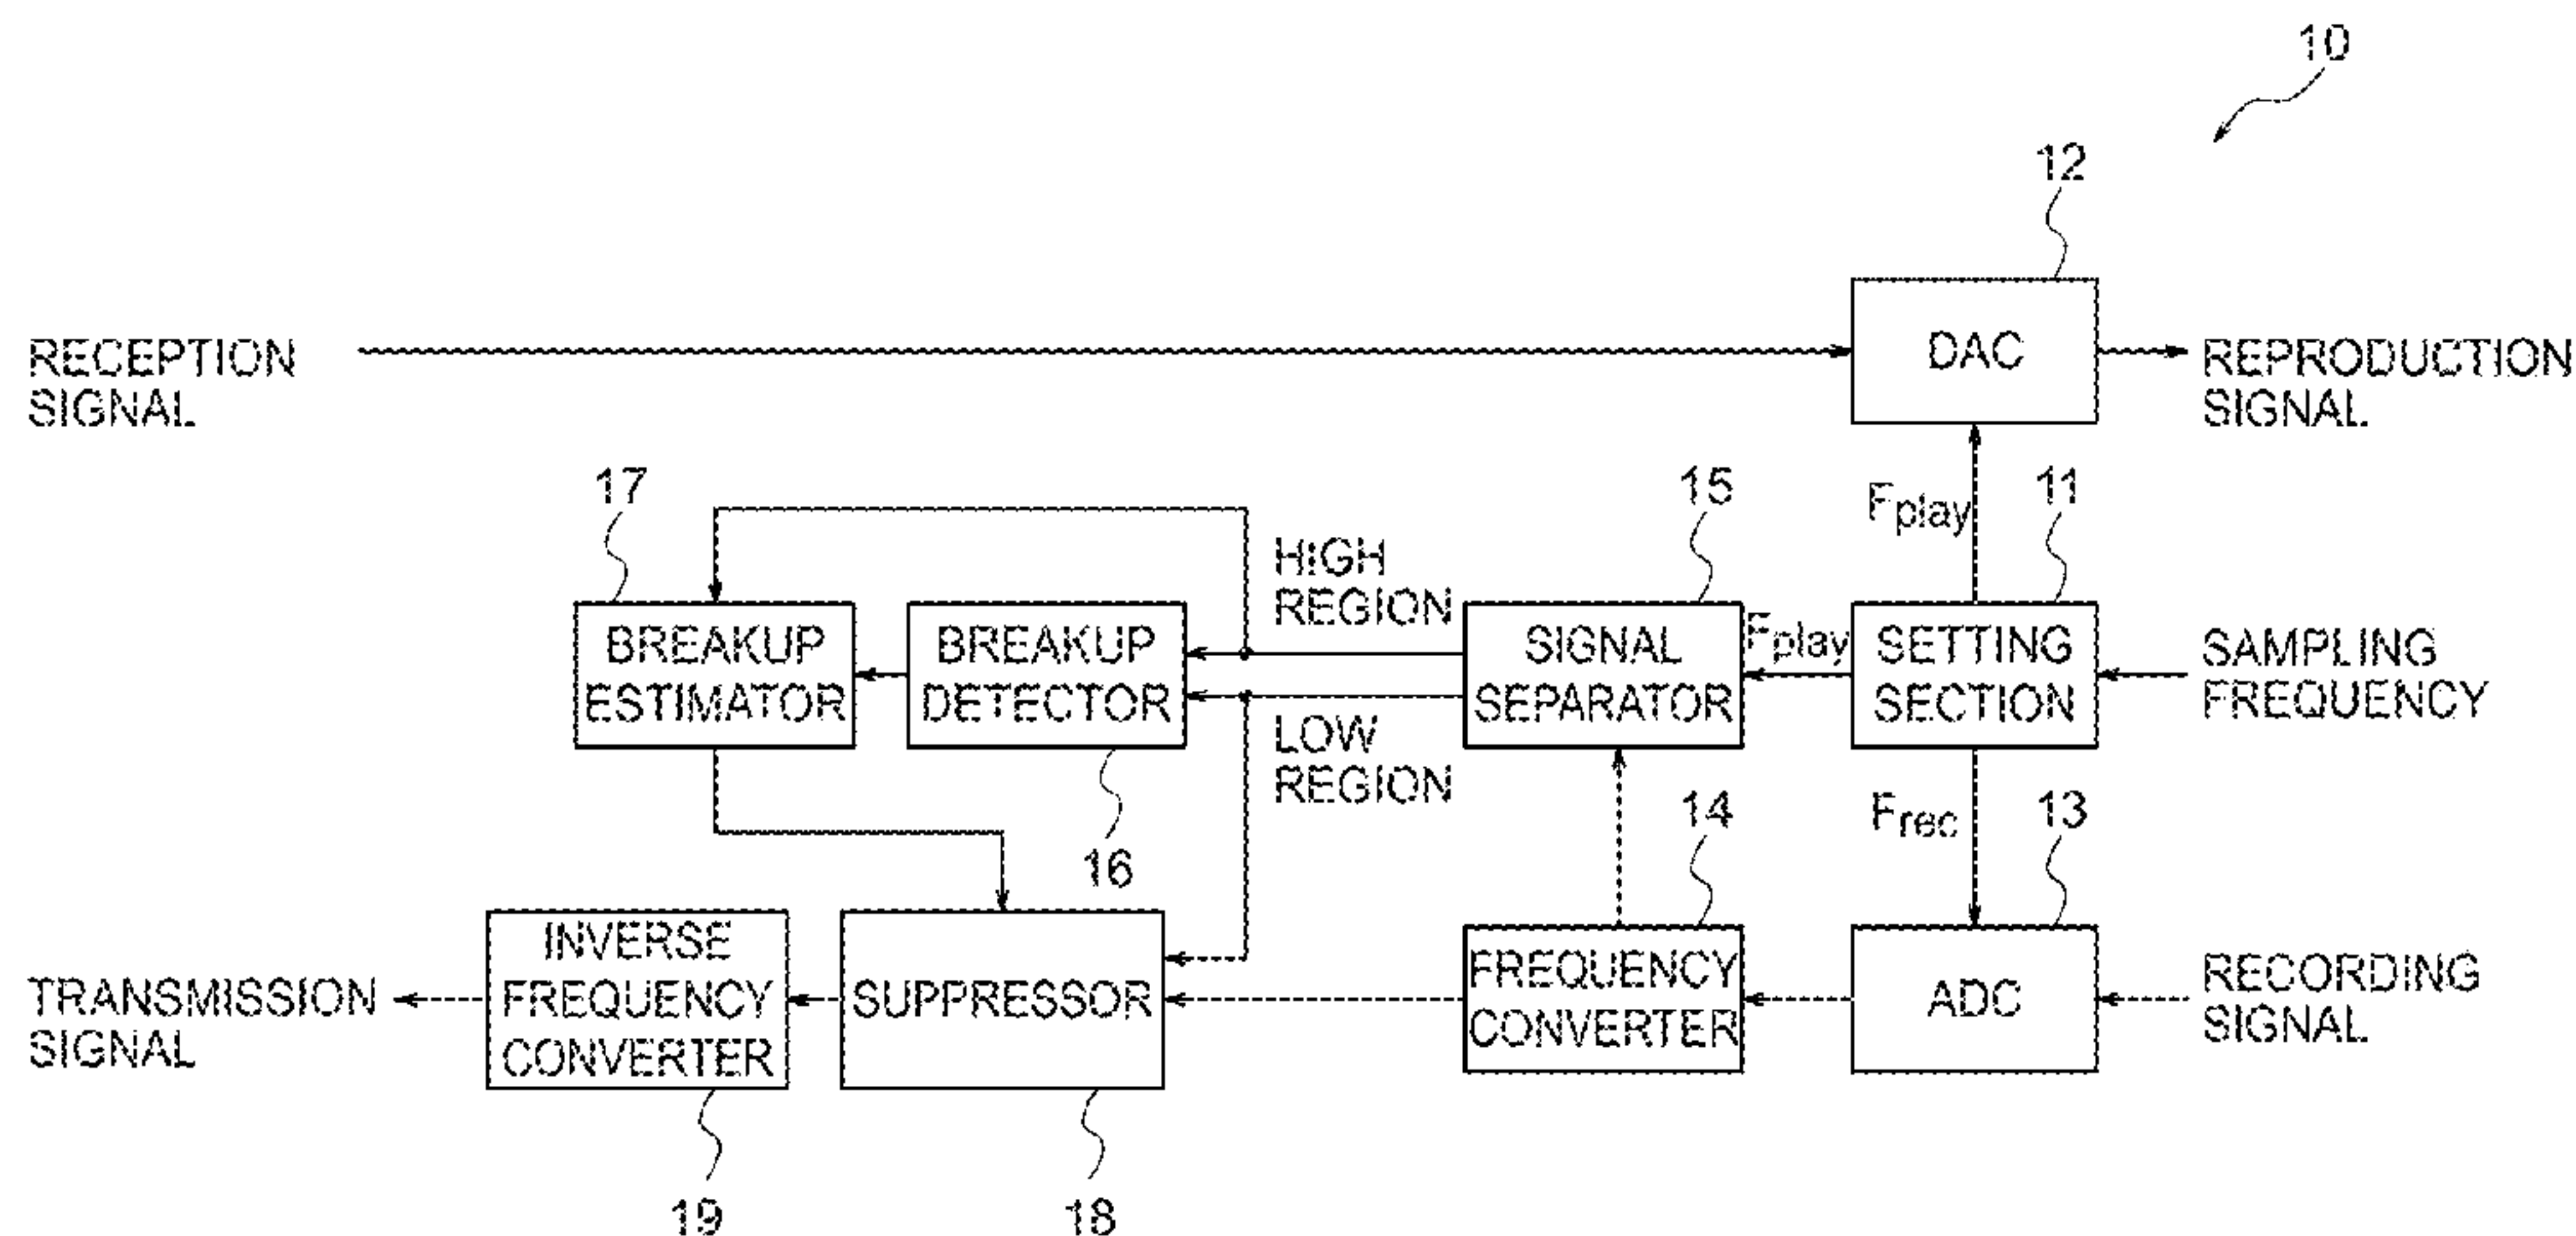 10
12
RECEPTION
SIGNAL
DAC
REPRODUCTION
SIGNAL
17
15
Fplay
11
HIGH
REGION
BREAKUP
ESTIMATOR
BREAKUP
DETECTOR
SIGNAL
SEPARATOR
Fplay
SETTING
SECTION
SAMPLING
FREQUENCY
LOW
REGION
16
14
Frec
13
TRANSMISSION
SIGNAL
INVERSE
FREQUENCY
CONVERTER
SUPPRESSOR
FREQUENCY
CONVERTER
ADC
RECORDING
SIGNAL
19
18